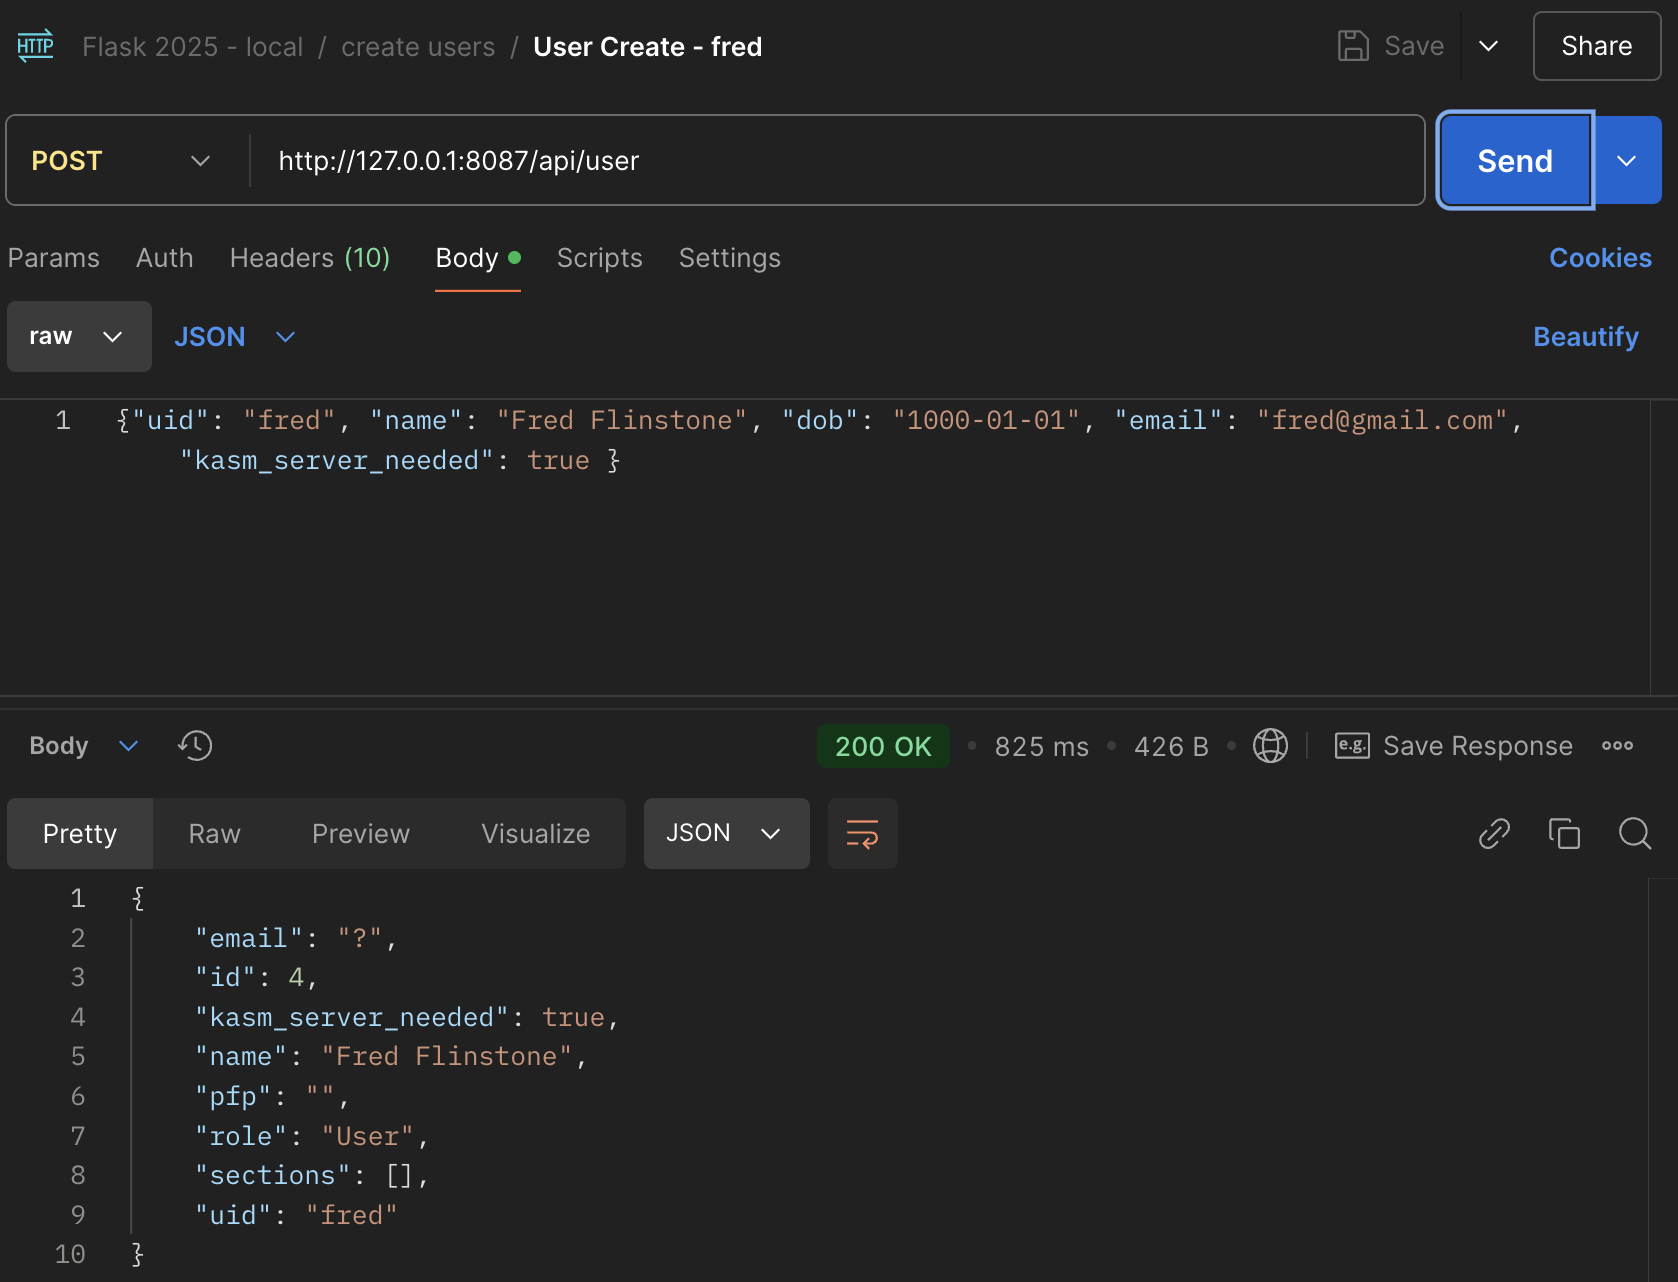 HTTP Flask 2025 - local / create users / User Create - fred Save Share
POST http://127.0.0.1:8087/api/user Send
Params Auth Headers (10) Body Scripts Settings Cookies
raw JSON Beautify
1 {"uid": "fred", "name": "Fred Flinstone", "dob": "1000-01-01", "email": "fred@gmail.com",
"kasm_server_needed": true }
Body 200 OK • 825 ms • 426 B • e.g. Save Response
Pretty Raw Preview Visualize JSON
1 {
2 "email": "?",
3 "id": 4,
4 "kasm_server_needed": true,
5 "name": "Fred Flinstone",
6 "pfp": "",
7 "role": "User",
8 "sections": [],
9 "uid": "fred"
10 }